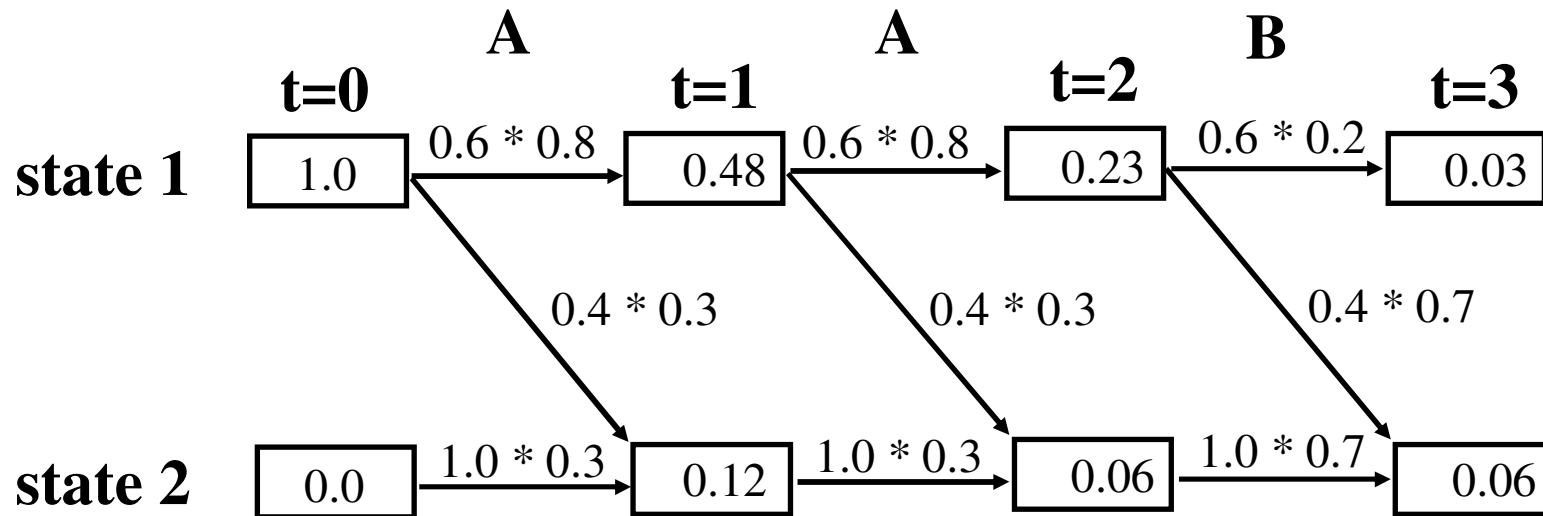 A A B
t=0 t=1 t=2 t=3
0.6 * 0.8 0.6 * 0.8 0.6 * 0.2
state 1 1.0 0.48 0.23 0.03
0.4 * 0.3 0.4 * 0.3 0.4 * 0.7
1.0 * 0.3 1.0 * 0.3 1.0 * 0.7
state 2 0.0 0.12 0.06 0.06